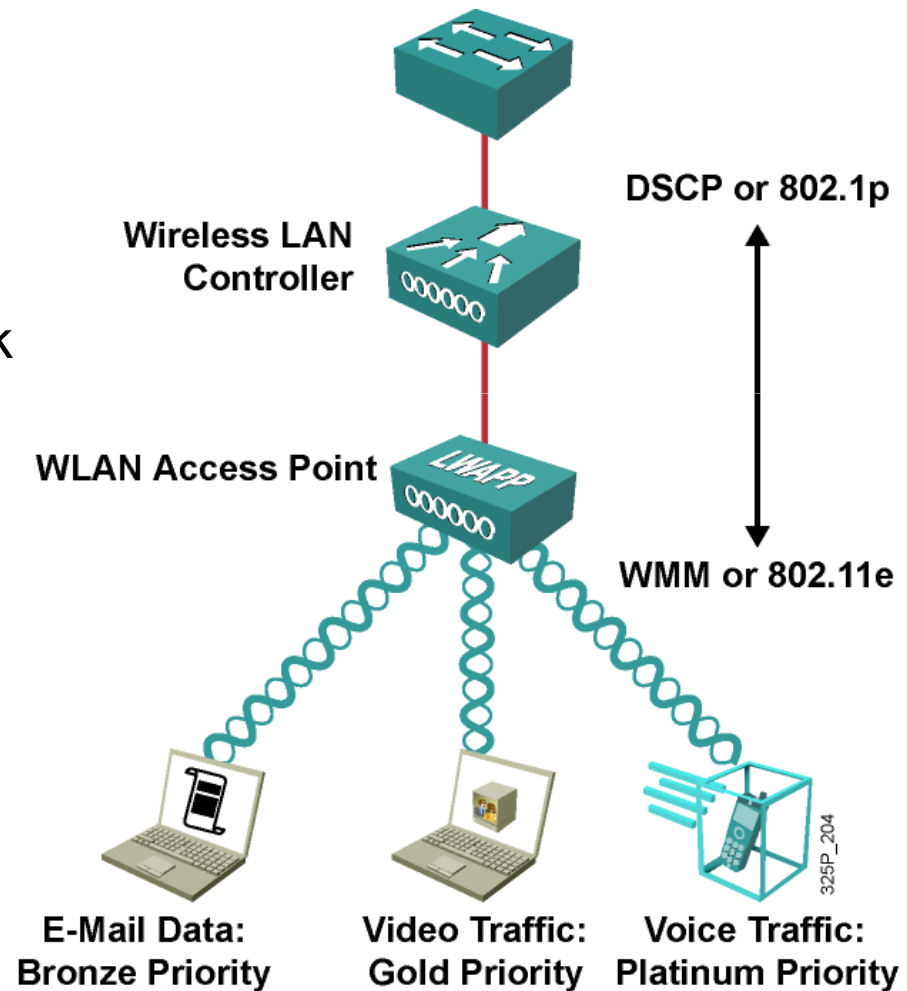 DSCP or 802.1p
Wireless LAN
Controller
k
WLAN Access Point
LWAPP
WMM or 802.11e
325P_204
E-Mail Data:
Bronze Priority
Video Traffic:
Gold Priority
Voice Traffic:
Platinum Priority